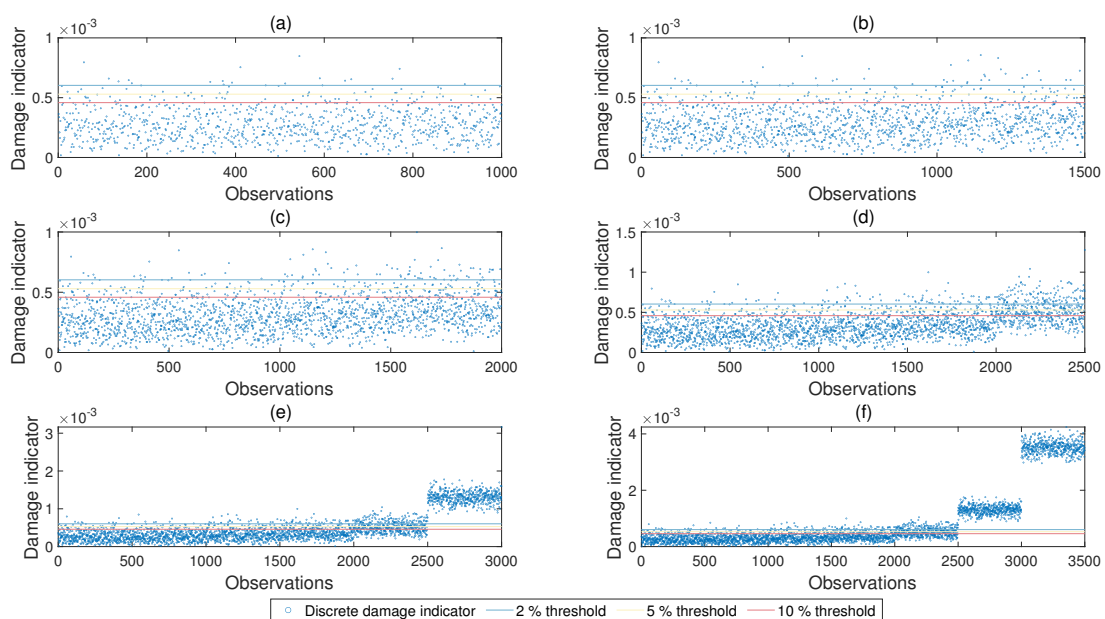 (a)
×10⁻³
1
0.5
0
Damage indicator
0 200 400 600 800 1000
Observations
(b)
×10⁻³
1
0.5
0
Damage indicator
0 500 1000 1500
Observations
(c)
×10⁻³
1
0.5
0
Damage indicator
0 500 1000 1500 2000
Observations
(d)
×10⁻³
1.5
1
0.5
0
Damage indicator
0 500 1000 1500 2000 2500
Observations
(e)
×10⁻³
3
2
1
0
Damage indicator
0 500 1000 1500 2000 2500 3000
Observations
(f)
×10⁻³
4
2
0
Damage indicator
0 500 1000 1500 2000 2500 3000 3500
Observations
Discrete damage indicator 2 % threshold 5 % threshold 10 % threshold